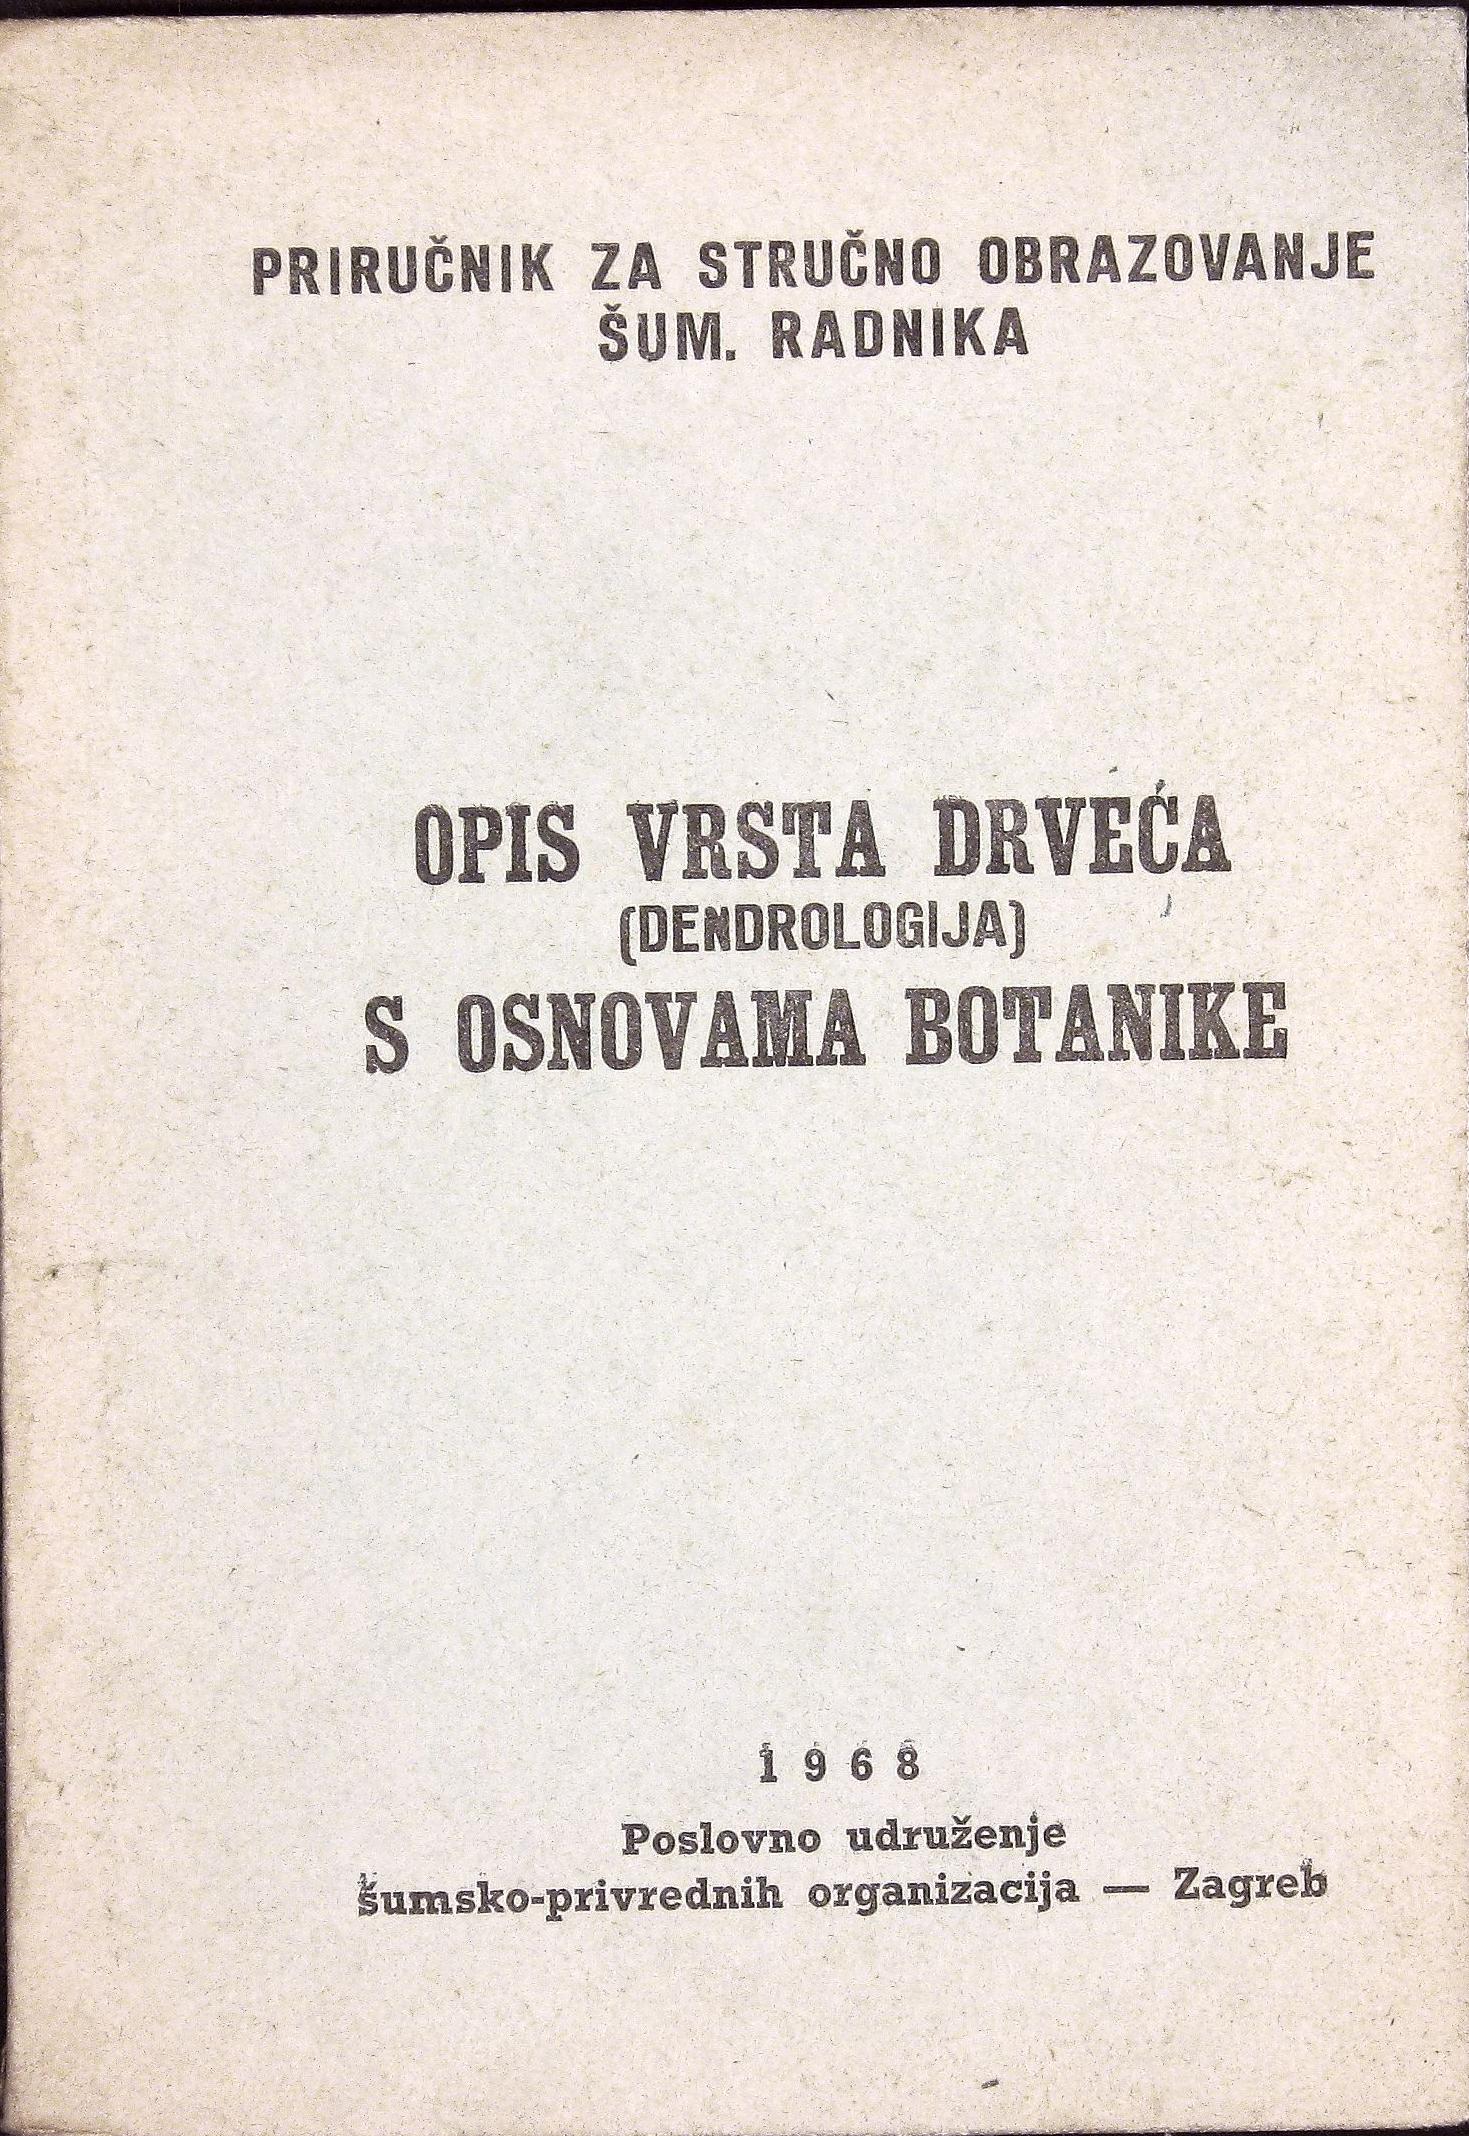 PRIRUČNIK ZA STRUČNO OBRAZOVANJE
ŠUM. RADNIKA
OPIS VRSTA DRVEĆA
(DENDROLOGIJA)
S OSNOVAMA BOTANIKE
1968
Poslovno udruženje
šumsko-privrednih organizacija — Zagreb